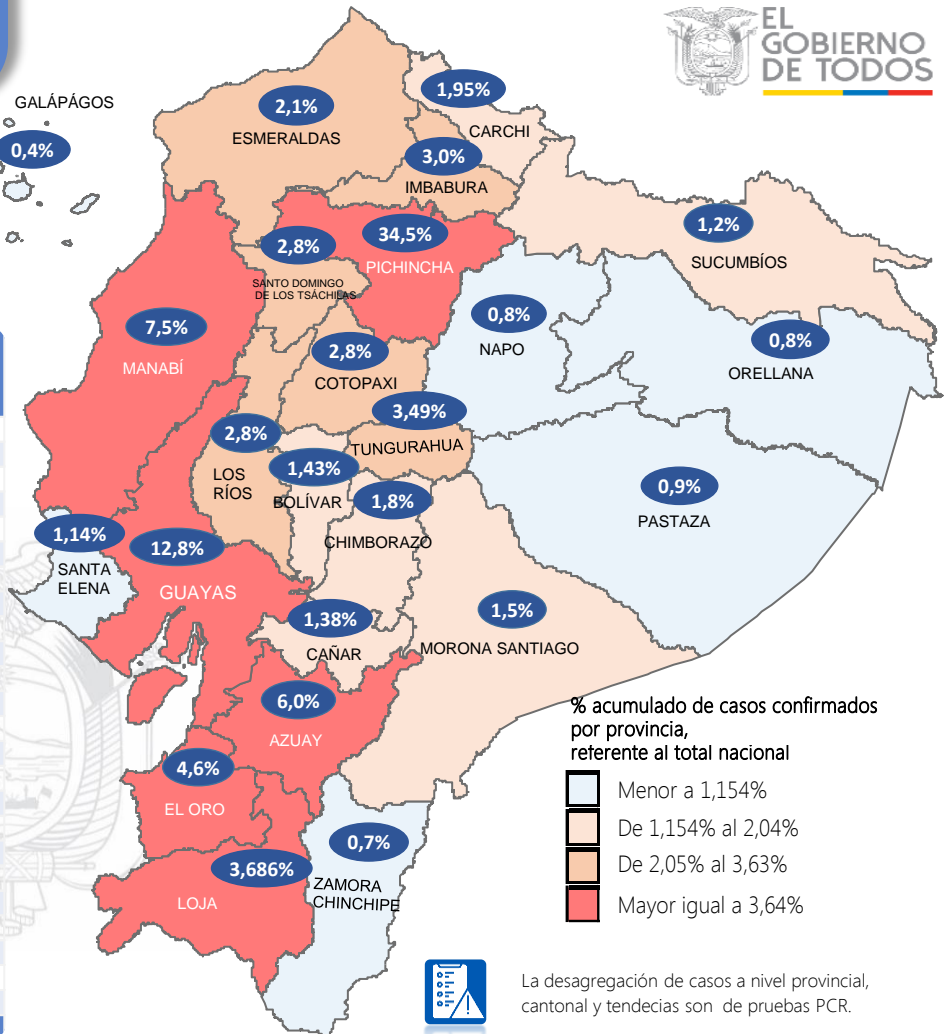 EL
GOBIERNO
DE TODOS
GALÁPAGOS
0,4%
2,1%
ESMERALDAS
1,95%
CARCHI
3,0%
IMBABURA
1,2%
SUCUMBÍOS
2,8%
SANTO DOMINGO
DE LOS TSÁCHILAS
34,5%
PICHINCHA
7,5%
MANABÍ
0,8%
NAPO
0,8%
ORELLANA
2,8%
COTOPAXI
3,49%
TUNGURAHUA
2,8%
LOS
RÍOS
1,43%
BOLÍVAR
1,8%
CHIMBORAZO
0,9%
PASTAZA
1,14%
SANTA
ELENA
12,8%
GUAYAS
1,38%
CAÑAR
1,5%
MORONA SANTIAGO
6,0%
AZUAY
4,6%
EL ORO
3,686%
LOJA
0,7%
ZAMORA
CHINCHIPE
% acumulado de casos confirmados
por provincia,
referente al total nacional
Menor a 1,154%
De 1,154% al 2,04%
De 2,05% al 3,63%
Mayor igual a 3,64%
La desagregación de casos a nivel provincial,
cantonal y tendecias son de pruebas PCR.